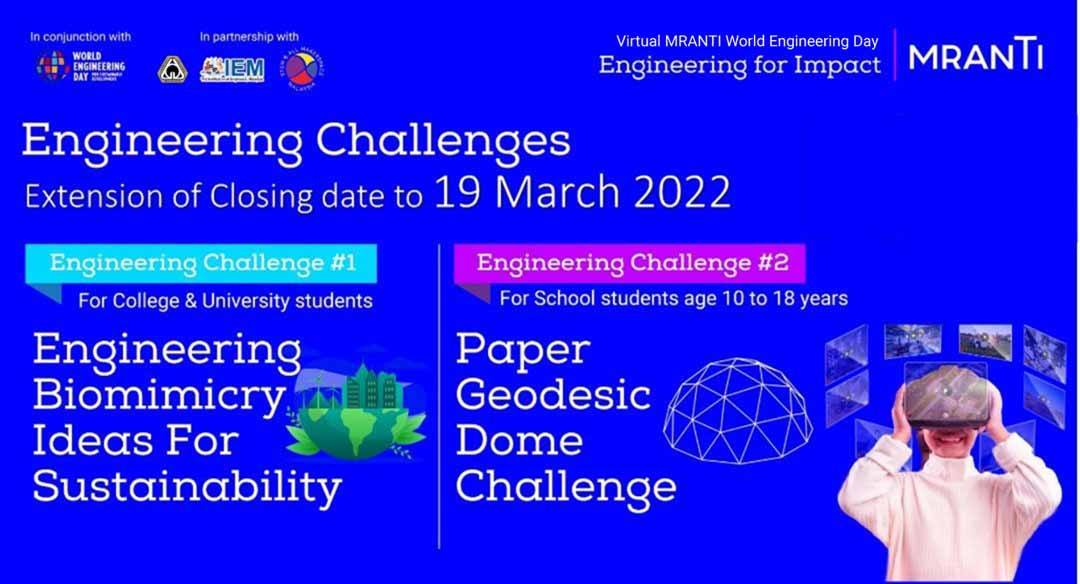 In conjunction with
WORLD
ENGINEERING
DAY
In partnership with
IEM
MALAYSIA
Virtual MRANTI World Engineering Day
Engineering for Impact
MRANTI
Engineering Challenges
Extension of Closing date to 19 March 2022
Engineering Challenge #1
For College & University students
Engineering
Biomimicry
Ideas For
Sustainability
Engineering Challenge #2
For School students age 10 to 18 years
Paper
Geodesic
Dome
Challenge